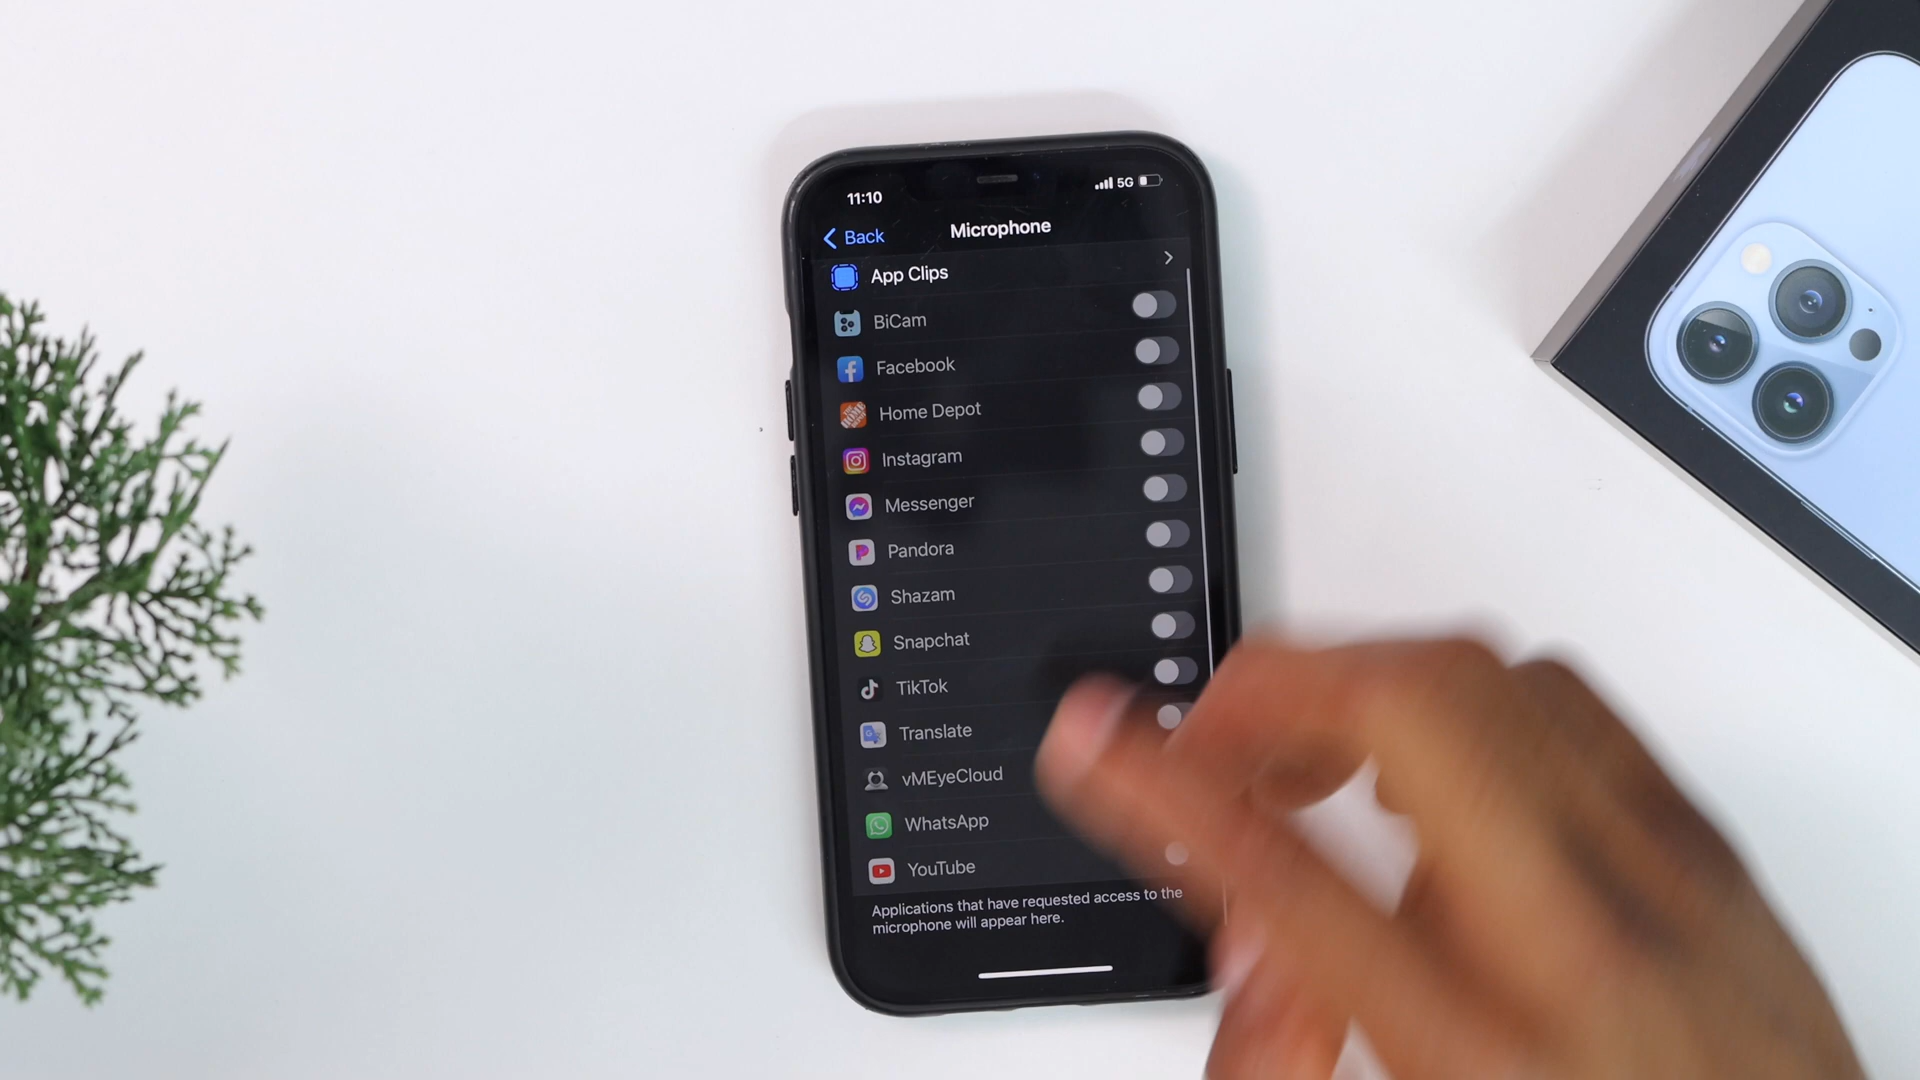 11:10
5G
Back
Microphone
App Clips
BiCam
Facebook
Home Depot
Instagram
Messenger
Pandora
Shazam
Snapchat
TikTok
Translate
vMEyeCloud
WhatsApp
YouTube
Applications that have requested access to the
microphone will appear here.